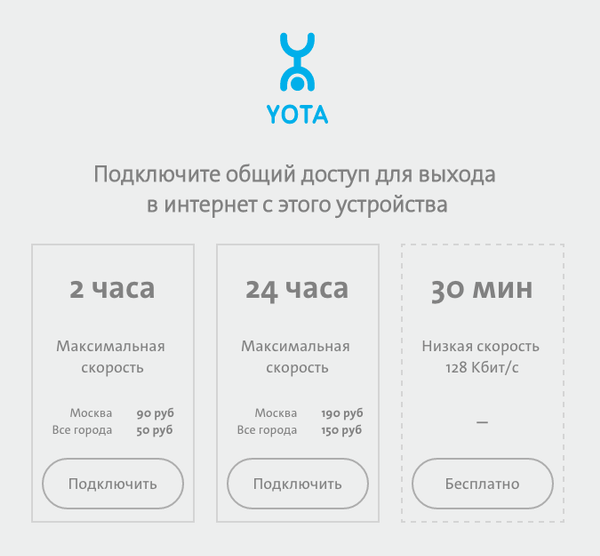 YOTA
Подключите общий доступ для выхода
в интернет с этого устройства
2 часа
Максимальная
скорость
Москва 90 руб
Все города 50 руб
Подключить
24 часа
Максимальная
скорость
Москва 190 руб
Все города 150 руб
Подключить
30 мин
Низкая скорость
128 Кбит/с
–
Бесплатно